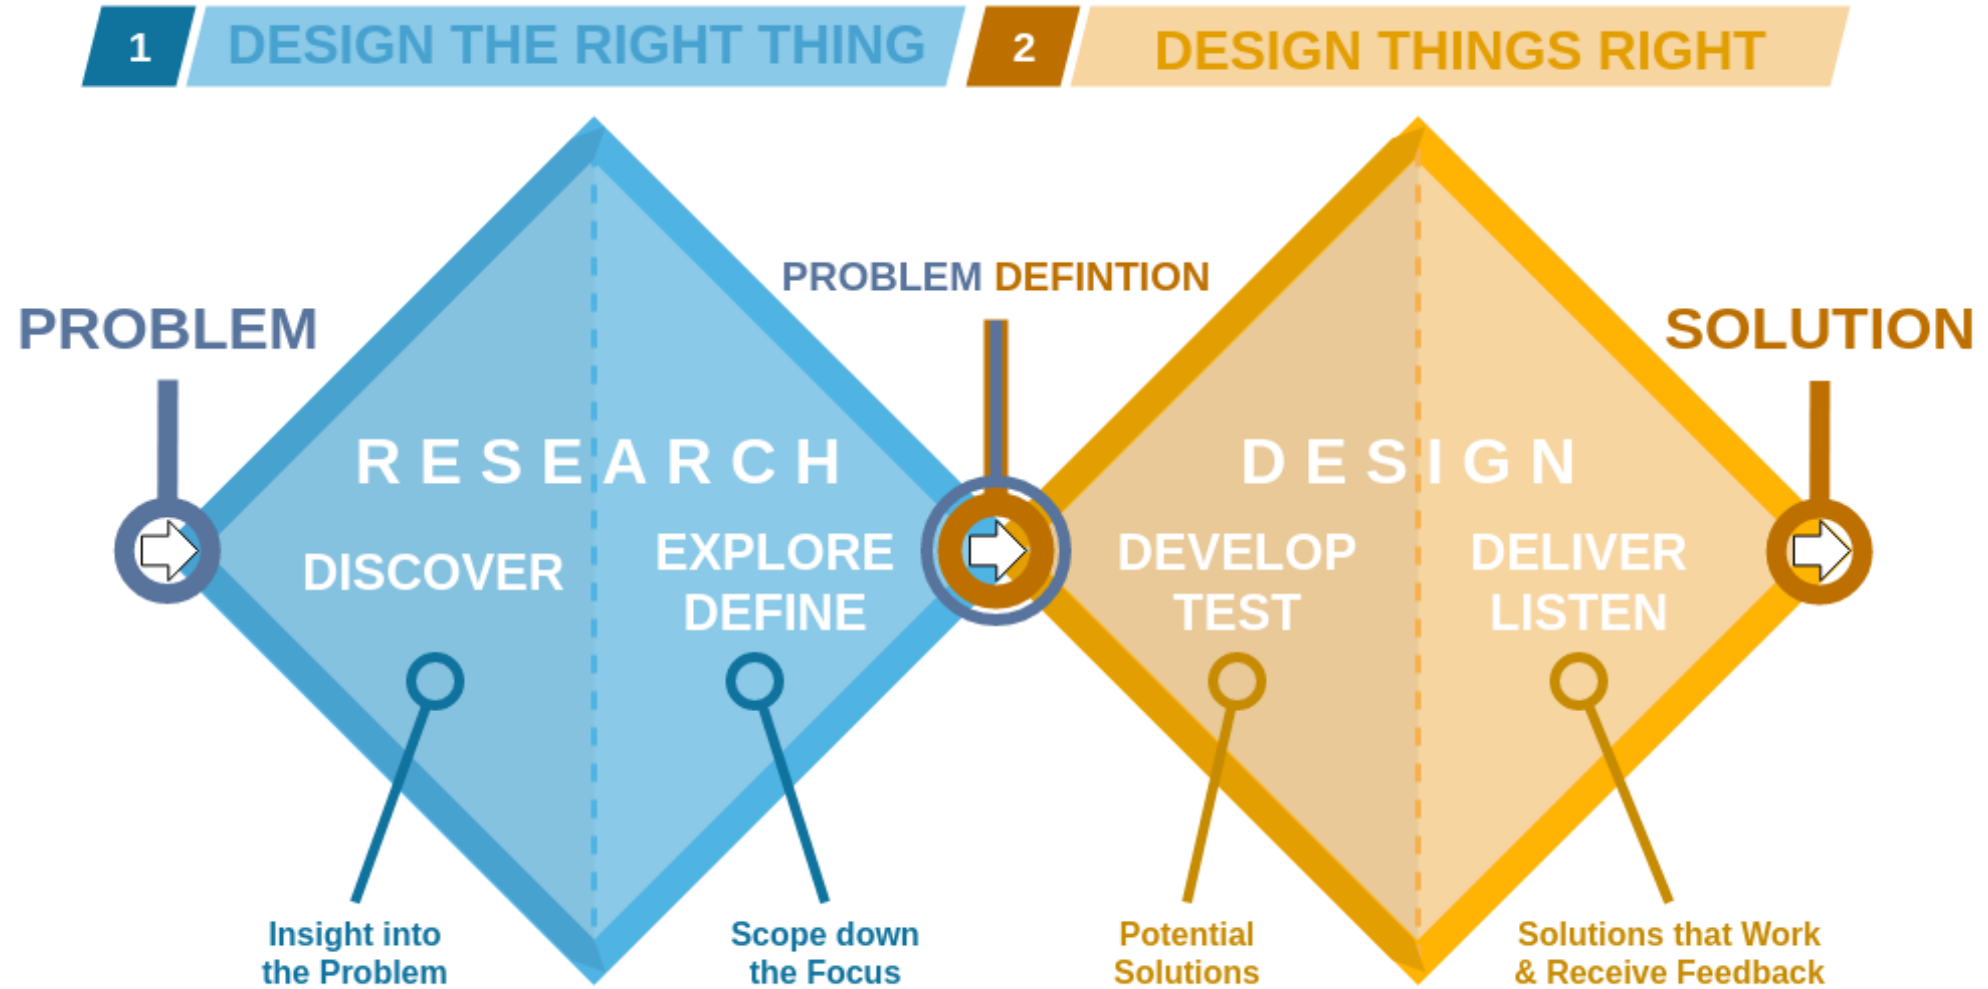 1 DESIGN THE RIGHT THING
2 DESIGN THINGS RIGHT
PROBLEM
PROBLEM DEFINTION
SOLUTION
RESEARCH
DISCOVER
EXPLORE
DEFINE
DESIGN
DEVELOP
TEST
DELIVER
LISTEN
Insight into
the Problem
Scope down
the Focus
Potential
Solutions
Solutions that Work
& Receive Feedback